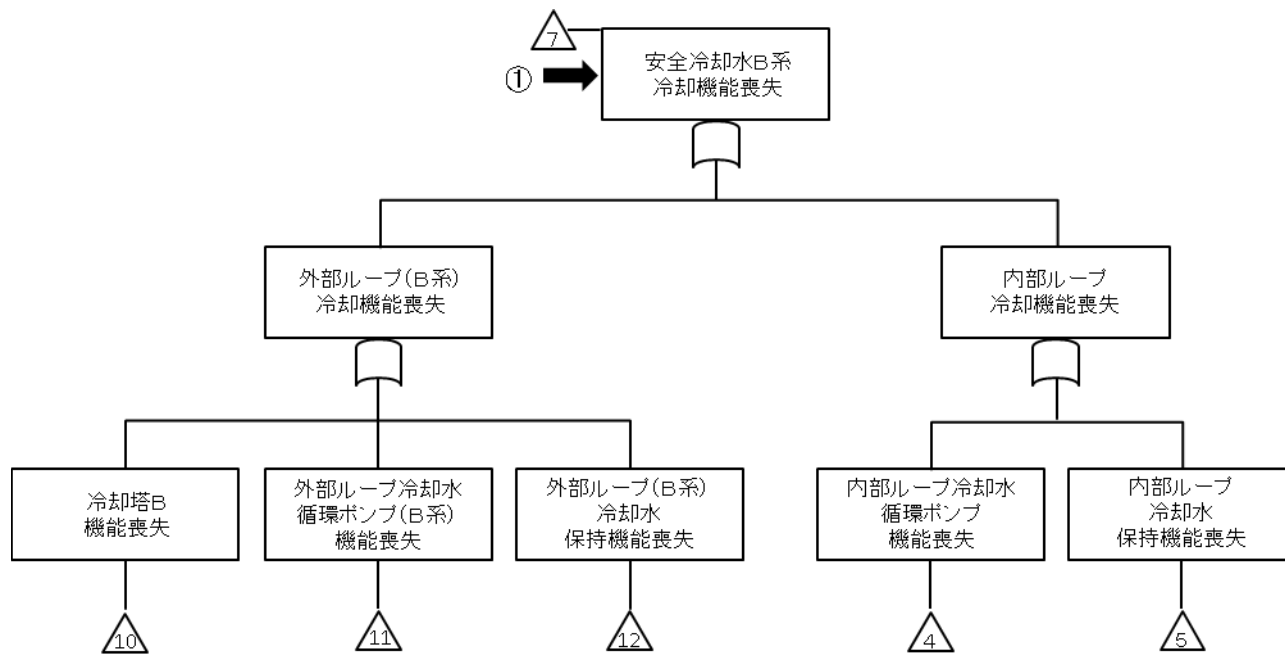 7
安全冷却水B系
冷却機能喪失
①
外部ループ(B系)
冷却機能喪失
内部ループ
冷却機能喪失
冷却塔B
機能喪失
外部ループ冷却水
循環ポンプ(B系)
機能喪失
外部ループ(B系)
冷却水
保持機能喪失
内部ループ冷却水
循環ポンプ
機能喪失
内部ループ
冷却水
保持機能喪失
10
11
12
4
5